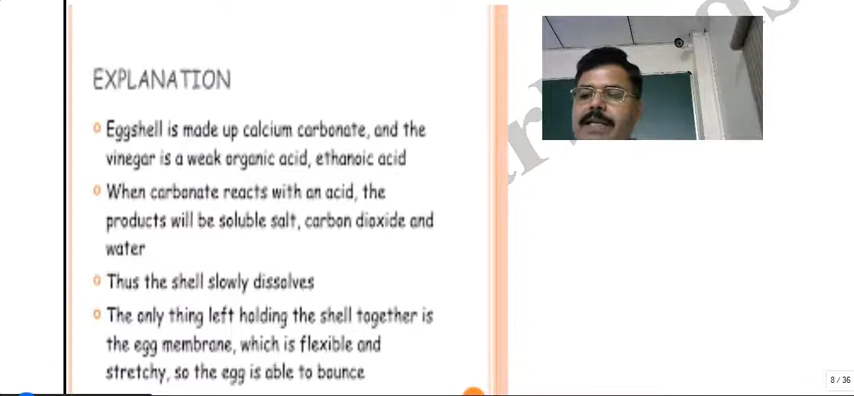 EXPLANATION
Eggshell is made up calcium carbonate, and the
vinegar is a weak organic acid, ethanoic acid
When carbonate reacts with an acid, the
products will be soluble salt, carbon dioxide and
water
Thus the shell slowly dissolves
The only thing left holding the shell together is
the egg membrane, which is flexible and
stretchy, so the egg is able to bounce
8 / 36